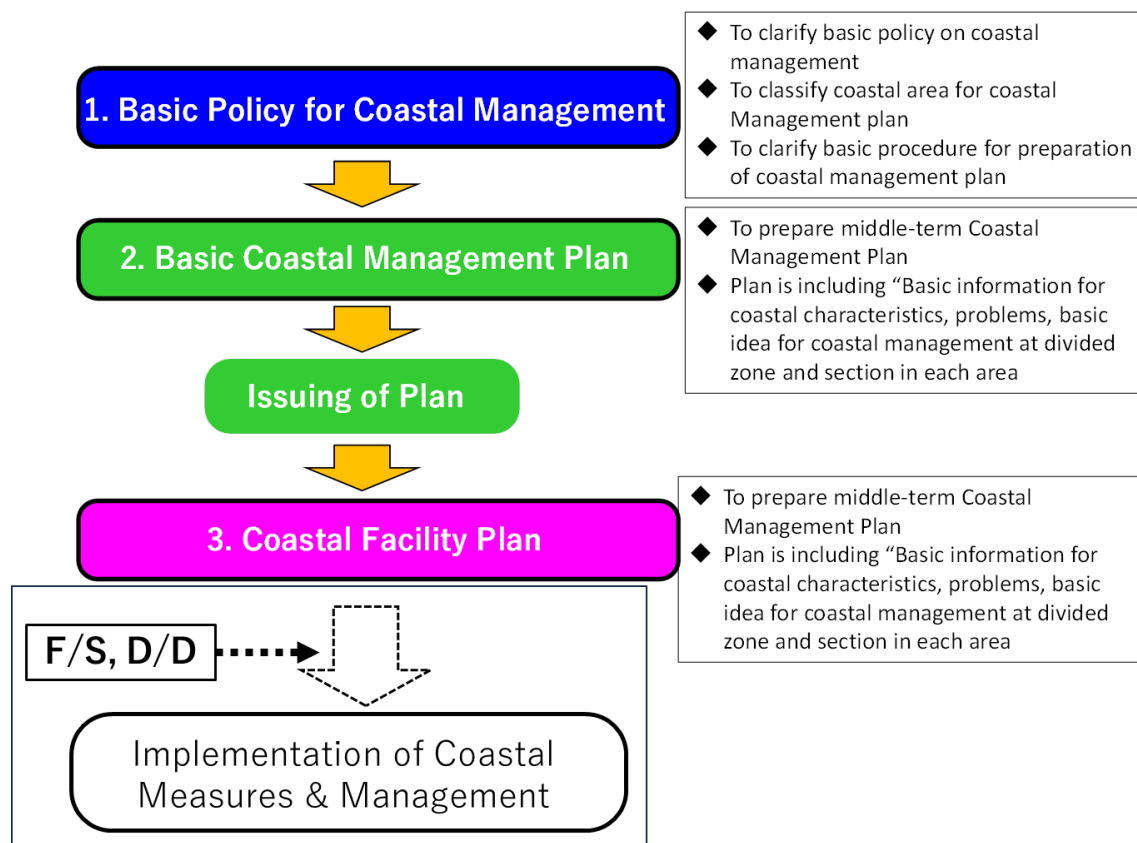 1. Basic Policy for Coastal Management
◆ To clarify basic policy on coastal
management
◆ To classify coastal area for coastal
Management plan
◆ To clarify basic procedure for preparation
of coastal management plan
2. Basic Coastal Management Plan
◆ To prepare middle-term Coastal
Management Plan
◆ Plan is including “Basic information for
coastal characteristics, problems, basic
idea for coastal management at divided
zone and section in each area
Issuing of Plan
3. Coastal Facility Plan
◆ To prepare middle-term Coastal
Management Plan
◆ Plan is including “Basic information for
coastal characteristics, problems, basic
idea for coastal management at divided
zone and section in each area
F/S, D/D
Implementation of Coastal
Measures & Management